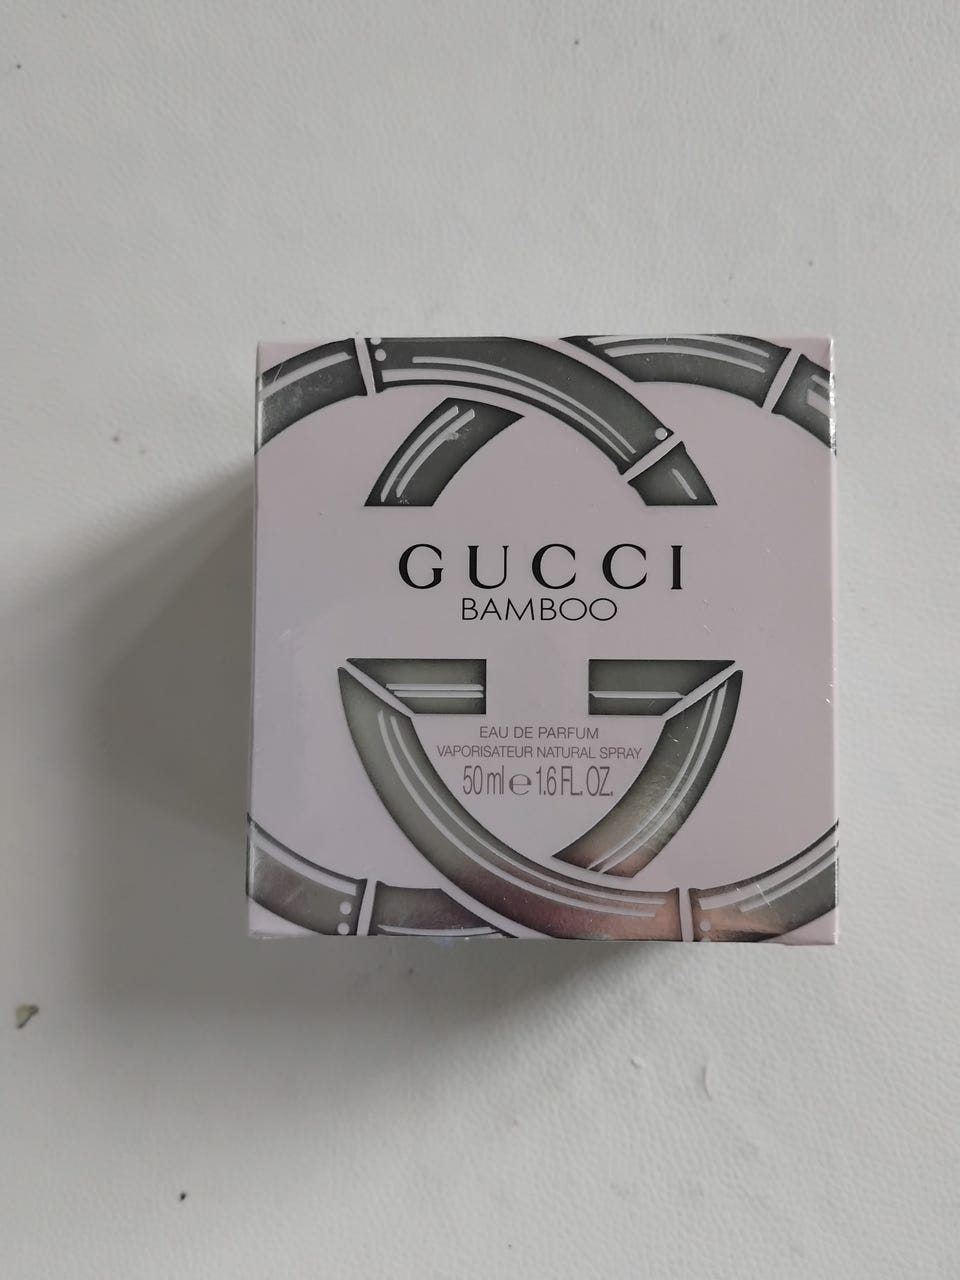 GUCCI
BAMBOO
EAU DE PARFUM
VAPORISATEUR NATURAL SPRAY
50 ml ℮ 1.6 FL. OZ.